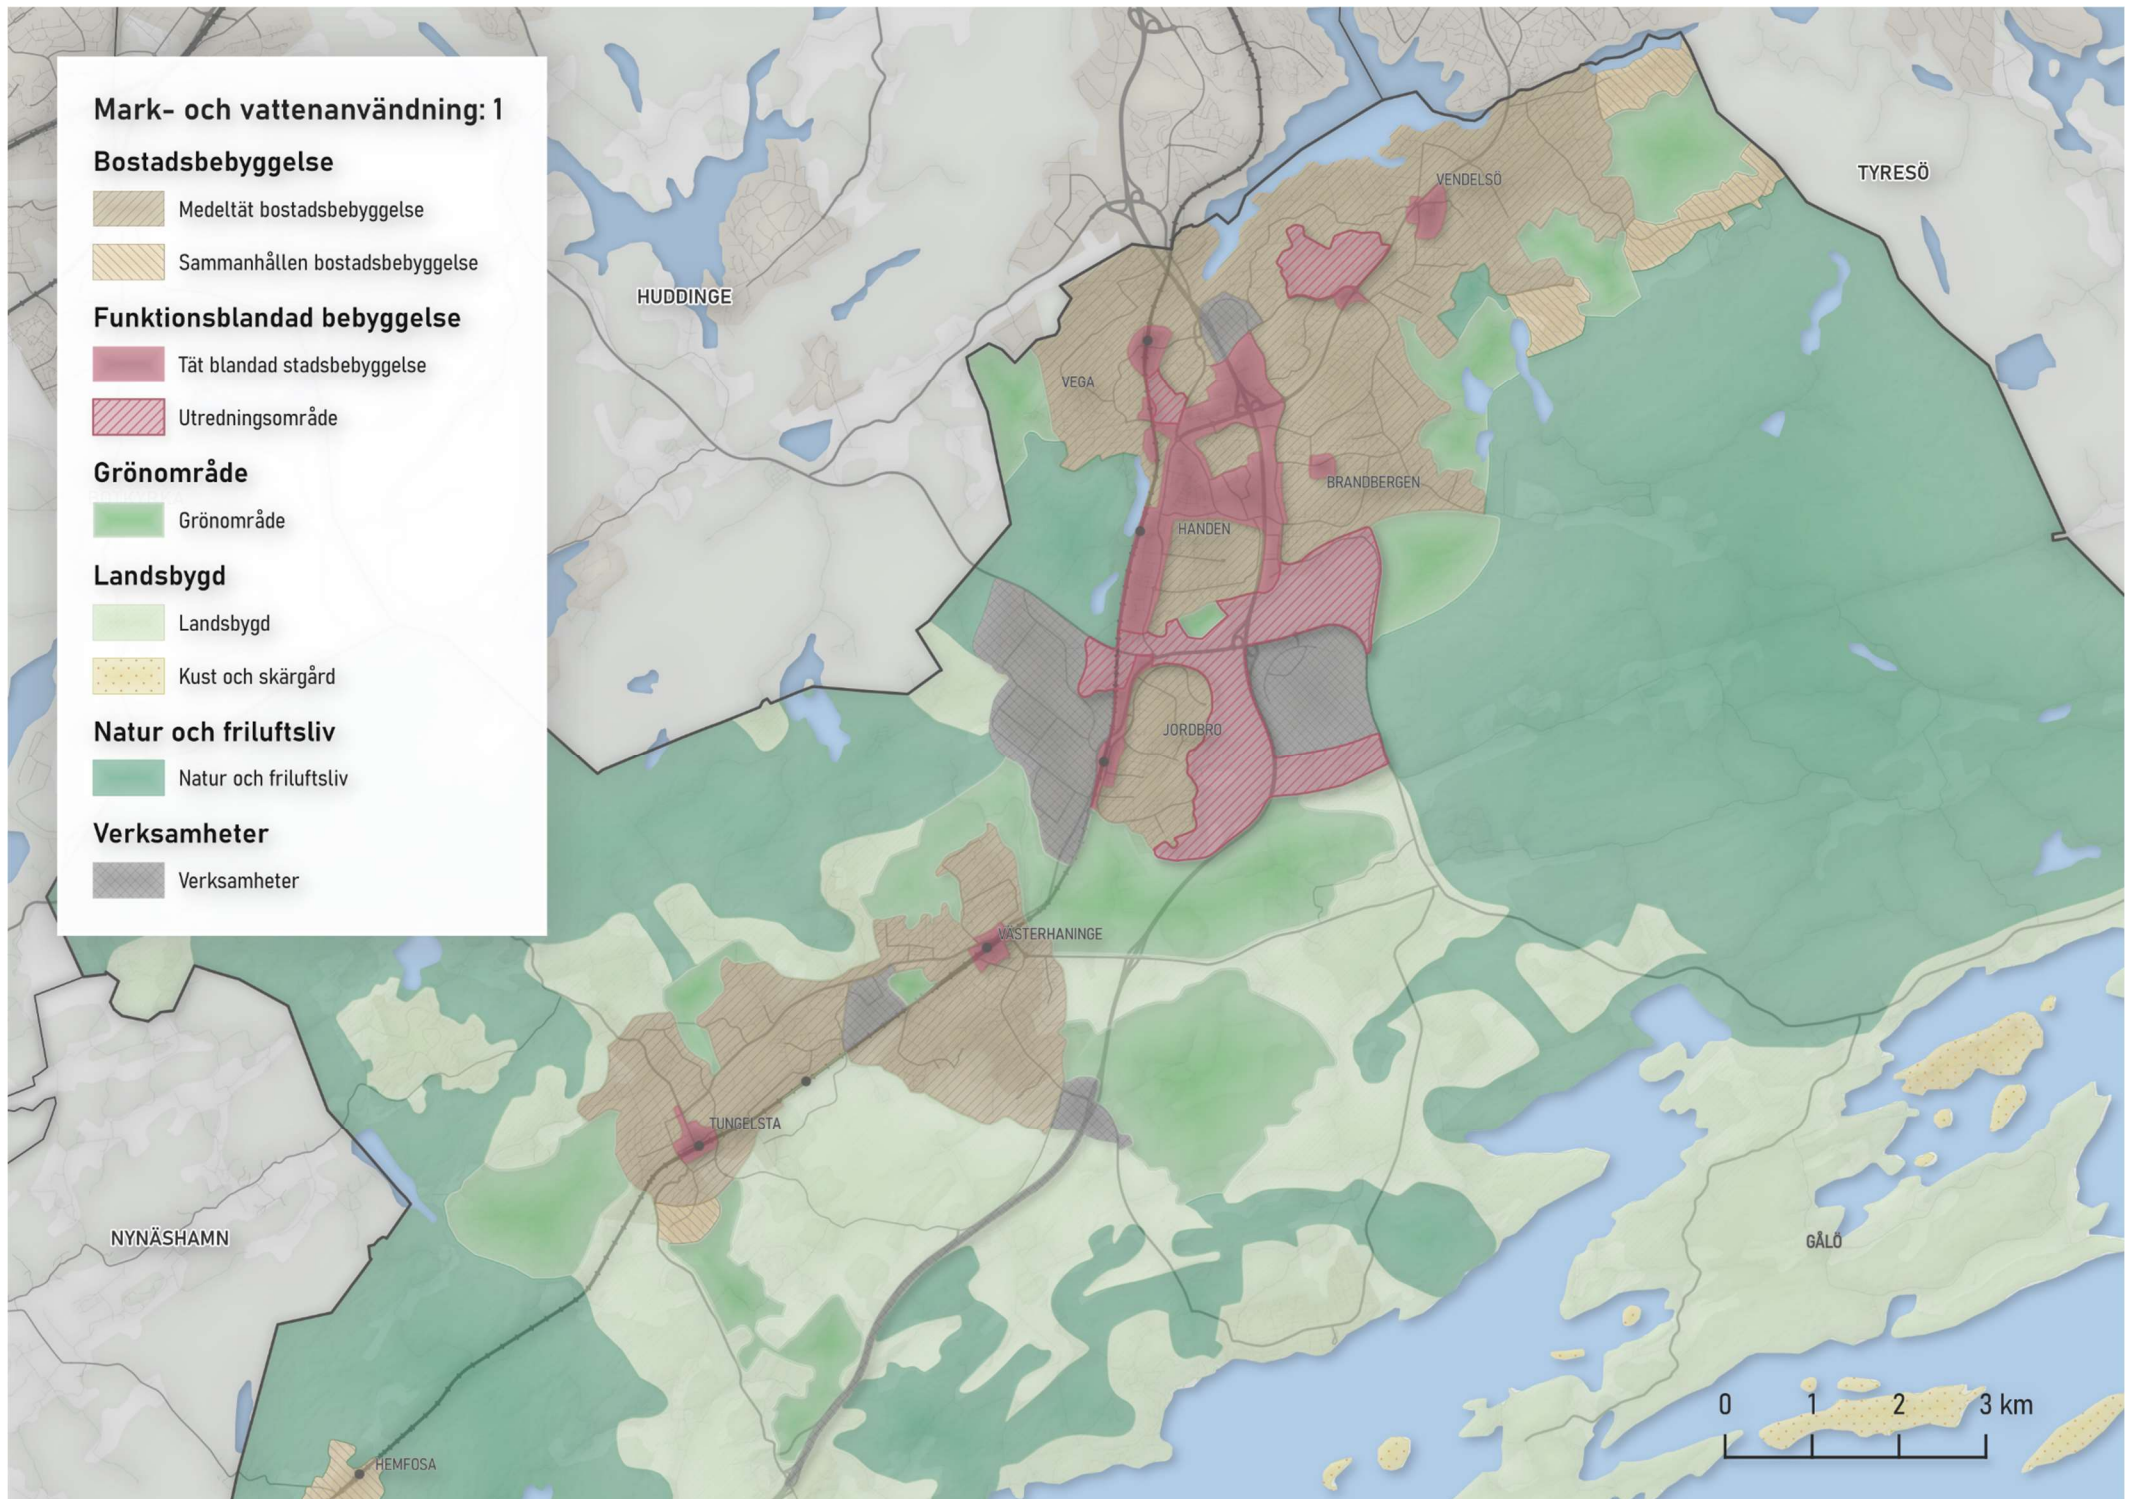 Mark- och vattenanvändning: 1
Bostadsbebyggelse
Medeltät bostadsbebyggelse
Sammanhållen bostadsbebyggelse
Funktionsblandad bebyggelse
Tät blandad stadsbebyggelse
Utredningsområde
Grönområde
Grönområde
Landsbygd
Landsbygd
Kust och skärgård
Natur och friluftsliv
Natur och friluftsliv
Verksamheter
Verksamheter
TYRESÖ
VENDELSÖ
HUDDINGE
VEGA
BRANDBERGEN
HANDEN
JORDBRO
VÄSTERHANINGE
TUNGELSTA
NYNÄSHAMN
GÅLÖ
HEMFOSA
0 1 2 3 km